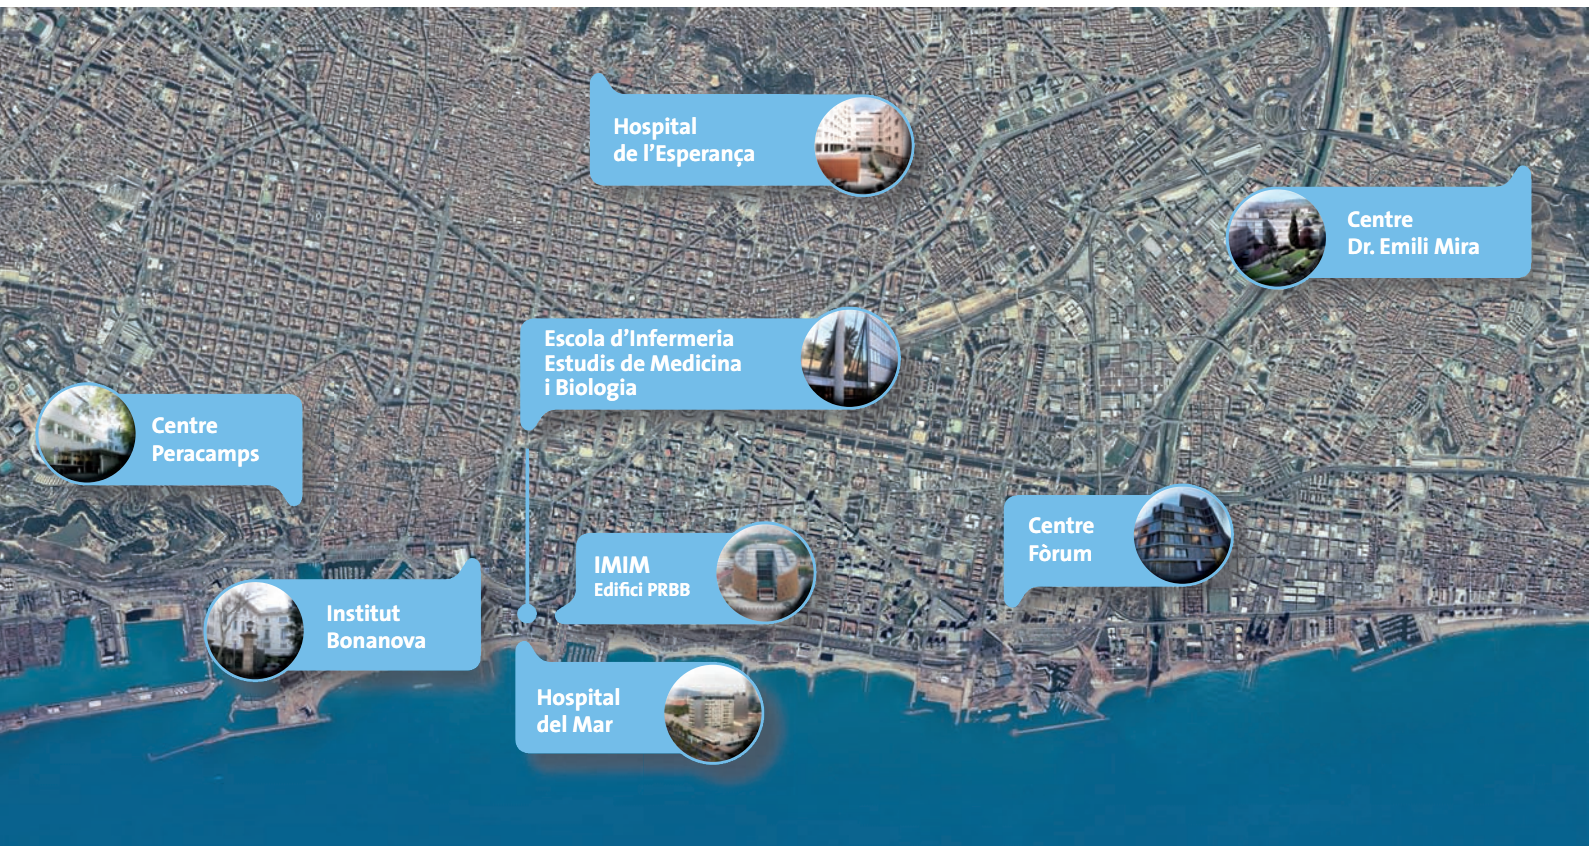 Hospital
de l’Esperança
Centre
Dr. Emili Mira
Escola d’Infermeria
Estudis de Medicina
i Biologia
Centre
Peracamps
Centre
Fòrum
IMIM
Edifici PRBB
Institut
Bonanova
Hospital
del Mar